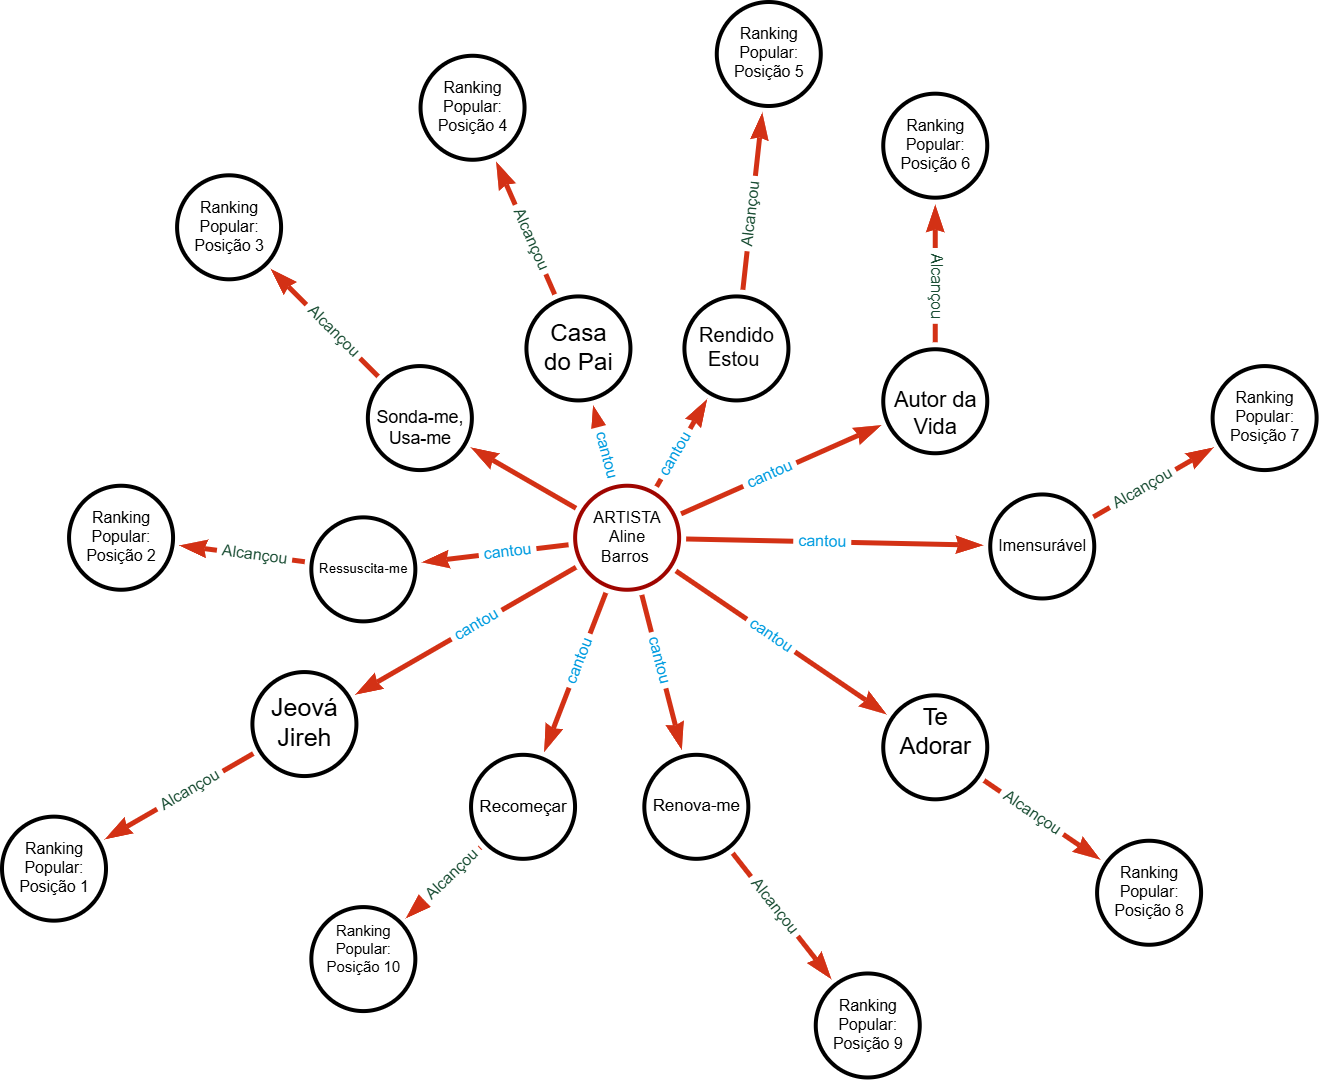 Ranking
Popular:
Posição 5
Ranking
Popular:
Posição 4
Ranking
Popular:
Posição 6
Alcançou
Alcançou
Alcançou
Ranking
Popular:
Posição 3
Alcançou
Casa
do Pai
Rendido
Estou
Autor da
Vida
Sonda-me,
Usa-me
Ranking
Popular:
Posição 7
cantou
cantou
cantou
Alcançou
Ranking
Popular:
Posição 2
Alcançou
Ressuscita-me
cantou
ARTISTA
Aline
Barros
cantou
Imensurável
cantou
cantou
cantou
cantou
Jeová
Jireh
Te
Adorar
Alcançou
Recomeçar
Renova-me
Alcançou
Ranking
Popular:
Posição 1
Alcançou
Alcançou
Ranking
Popular:
Posição 8
Ranking
Popular:
Posição 10
Ranking
Popular:
Posição 9